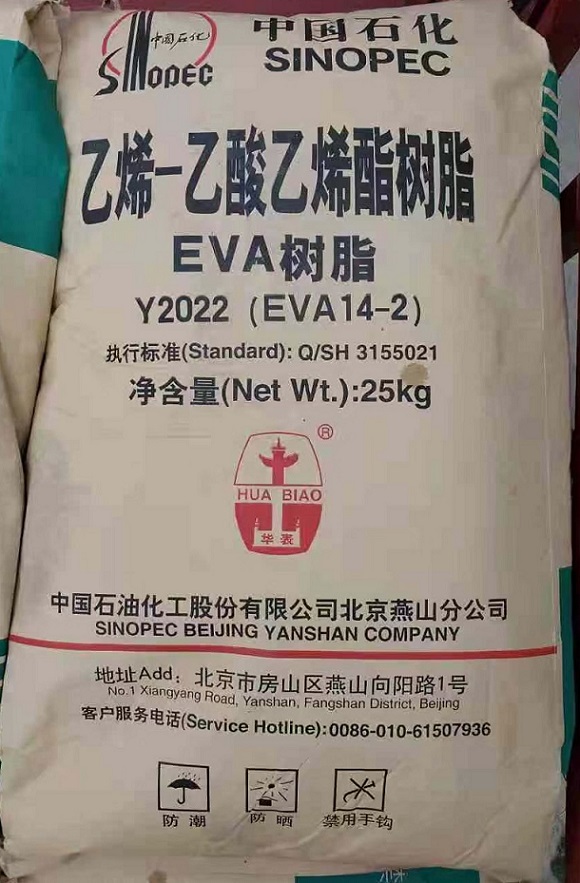 中国石化
SINOPEC
中国石化
SINOPEC
乙烯-乙酸乙烯酯树脂
EVA树脂
Y2022 (EVA14-2)
执行标准(Standard): Q/SH 3155021
净含量(Net Wt.):25kg
®
HUA BIAO
华表
中国石油化工股份有限公司北京燕山分公司
SINOPEC BEIJING YANSHAN COMPANY
地址Add: 北京市房山区燕山向阳路1号
No.1 Xiangyang Road, Yanshan, Fangshan District, Beijing
客户服务电话(Service Hotline):0086-010-61507936
防潮 防晒 禁用手钩